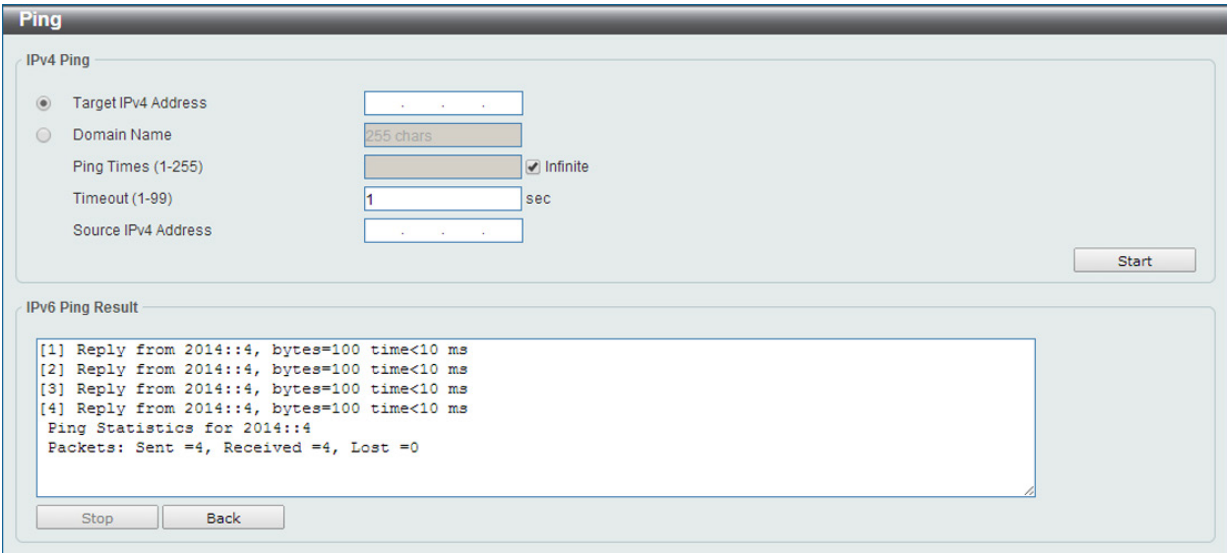 Ping
IPv4 Ping
Target IPv4 Address . . .
Domain Name 255 chars
Ping Times (1-255) Infinite
Timeout (1-99) 1 sec
Source IPv4 Address . . .
Start
IPv6 Ping Result
[1] Reply from 2014::4, bytes=100 time<10 ms
[2] Reply from 2014::4, bytes=100 time<10 ms
[3] Reply from 2014::4, bytes=100 time<10 ms
[4] Reply from 2014::4, bytes=100 time<10 ms
Ping Statistics for 2014::4
Packets: Sent =4, Received =4, Lost =0
Stop Back